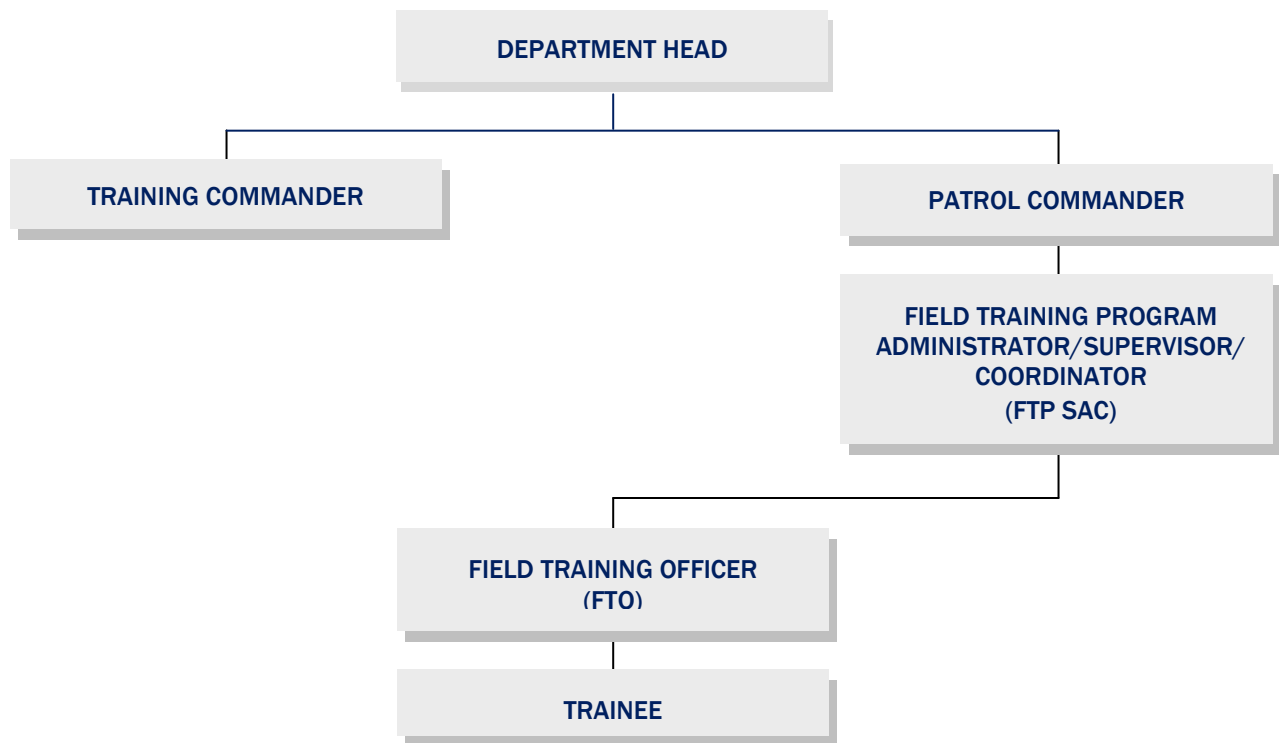 DEPARTMENT HEAD
TRAINING COMMANDER
PATROL COMMANDER
FIELD TRAINING PROGRAM
ADMINISTRATOR/SUPERVISOR/
COORDINATOR
(FTP SAC)
FIELD TRAINING OFFICER
(FTO)
TRAINEE